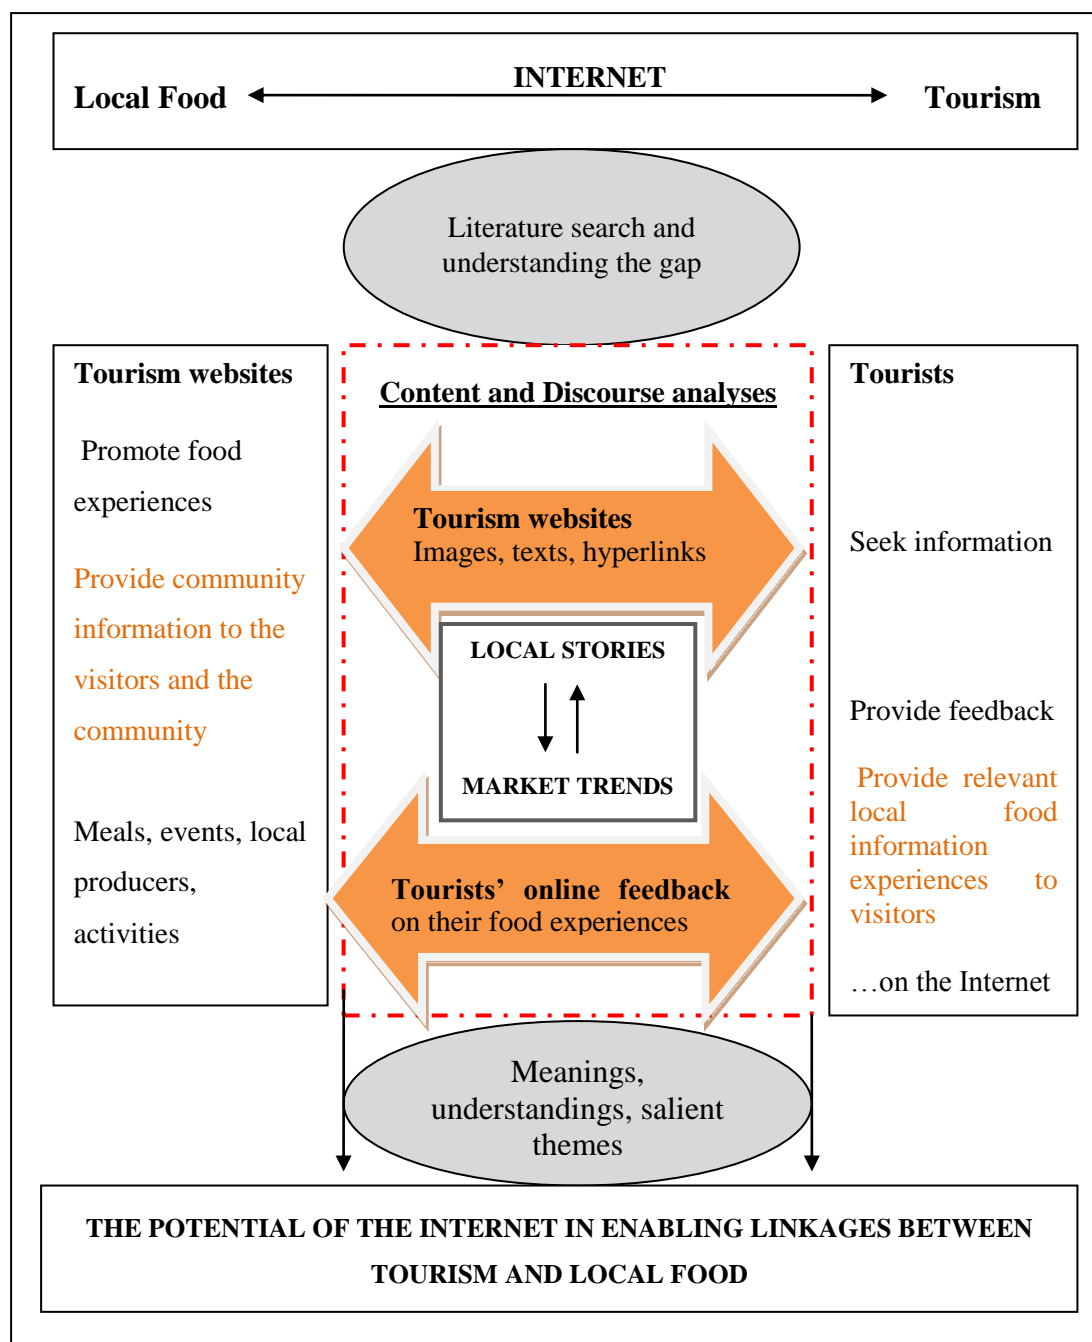 INTERNET
Local Food
Tourism
Literature search and
understanding the gap
Tourism websites
Promote food
experiences
Provide community
information to the
visitors and the
community
Meals, events, local
producers,
activities
Content and Discourse analyses
Tourism websites
Images, texts, hyperlinks
LOCAL STORIES
MARKET TRENDS
Tourists’ online feedback
on their food experiences
Tourists
Seek information
Provide feedback
Provide relevant
local food
information
experiences to
visitors
…on the Internet
Meanings,
understandings, salient
themes
THE POTENTIAL OF THE INTERNET IN ENABLING LINKAGES BETWEEN
TOURISM AND LOCAL FOOD